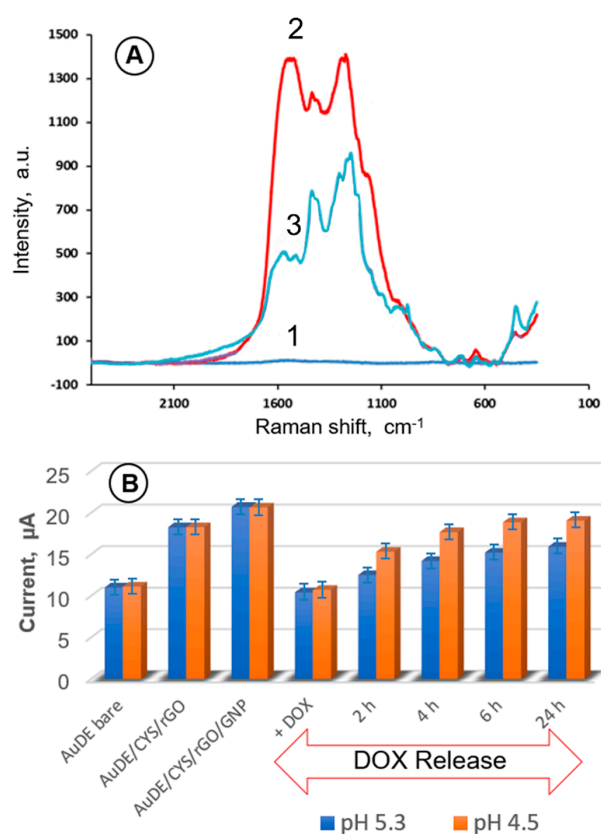 A
1500
1300
1100
900
700
500
300
100
-100
Intensity, a.u.
2
3
1
2100
1600
1100
600
100
Raman shift, cm⁻¹
B
25
20
15
10
5
0
Current, µA
AuDE bare
AuDE/CYS/rGO
AuDE/CYS/rGO/GNP
+ DOX
2 h
4 h
6 h
24 h
DOX Release
pH 5.3
pH 4.5